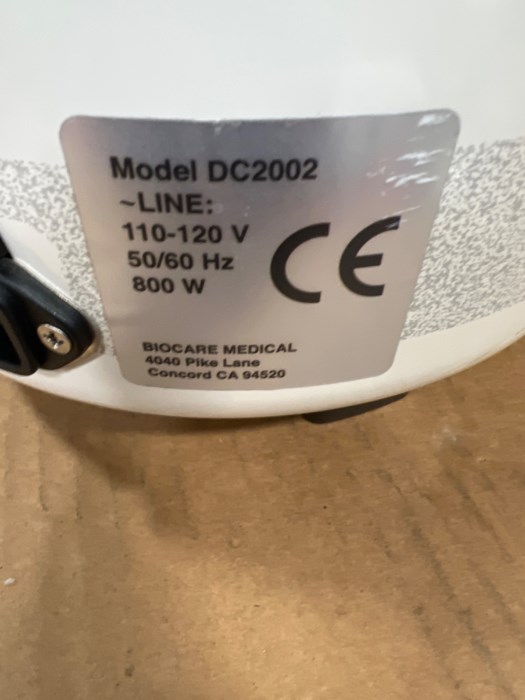 Model DC2002
~LINE:
110-120 V
50/60 Hz
800 W
CE
BIOCARE MEDICAL
4040 Pike Lane
Concord CA 94520